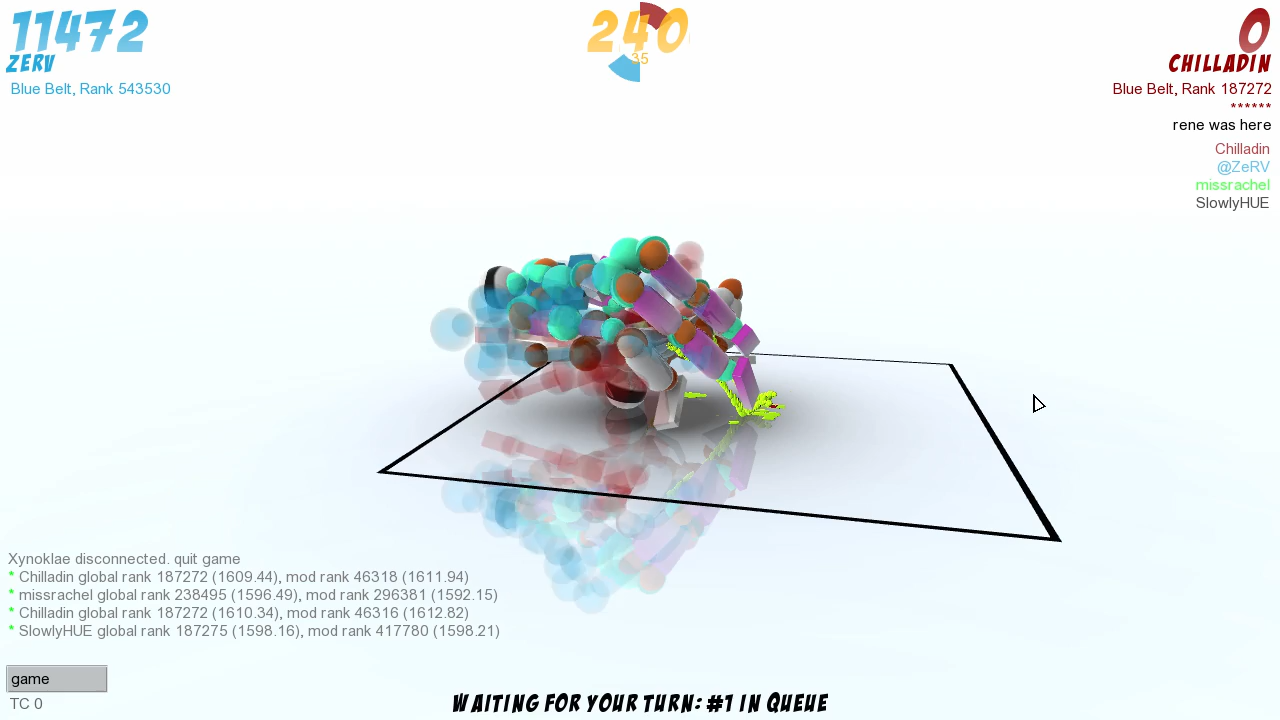 11472
ZERV
Blue Belt, Rank 543530
240
35
0
CHILLADIN
Blue Belt, Rank 187272
******
rene was here
Chilladin
@ZeRV
missrachel
SlowlyHUE
Xynoklae disconnected. quit game
* Chilladin global rank 187272 (1609.44), mod rank 46318 (1611.94)
* missrachel global rank 238495 (1596.49), mod rank 296381 (1592.15)
* Chilladin global rank 187272 (1610.34), mod rank 46316 (1612.82)
* SlowlyHUE global rank 187275 (1598.16), mod rank 417780 (1598.21)
game
TC 0
WAITING FOR YOUR TURN: #1 IN QUEUE